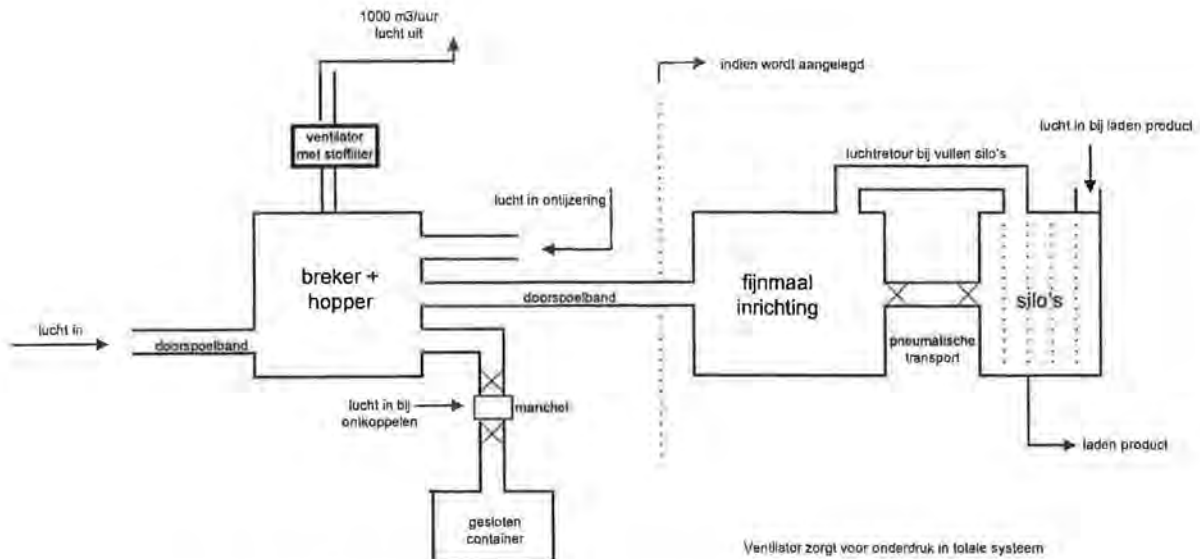 1000 m3/uur
lucht uit
indien wordt aangelegd
ventilator
met stoffilter
lucht in bij laden product
luchtretour bij vullen silo's
lucht in ontijzering
breker +
hopper
fijnmaal
inrichting
silo's
doorspoelband
lucht in
doorspoelband
pneumatische
transport
lucht in bij
ontkoppelen
manchet
laden product
gesloten
container
Ventilator zorgt voor onderdruk in totale systeem